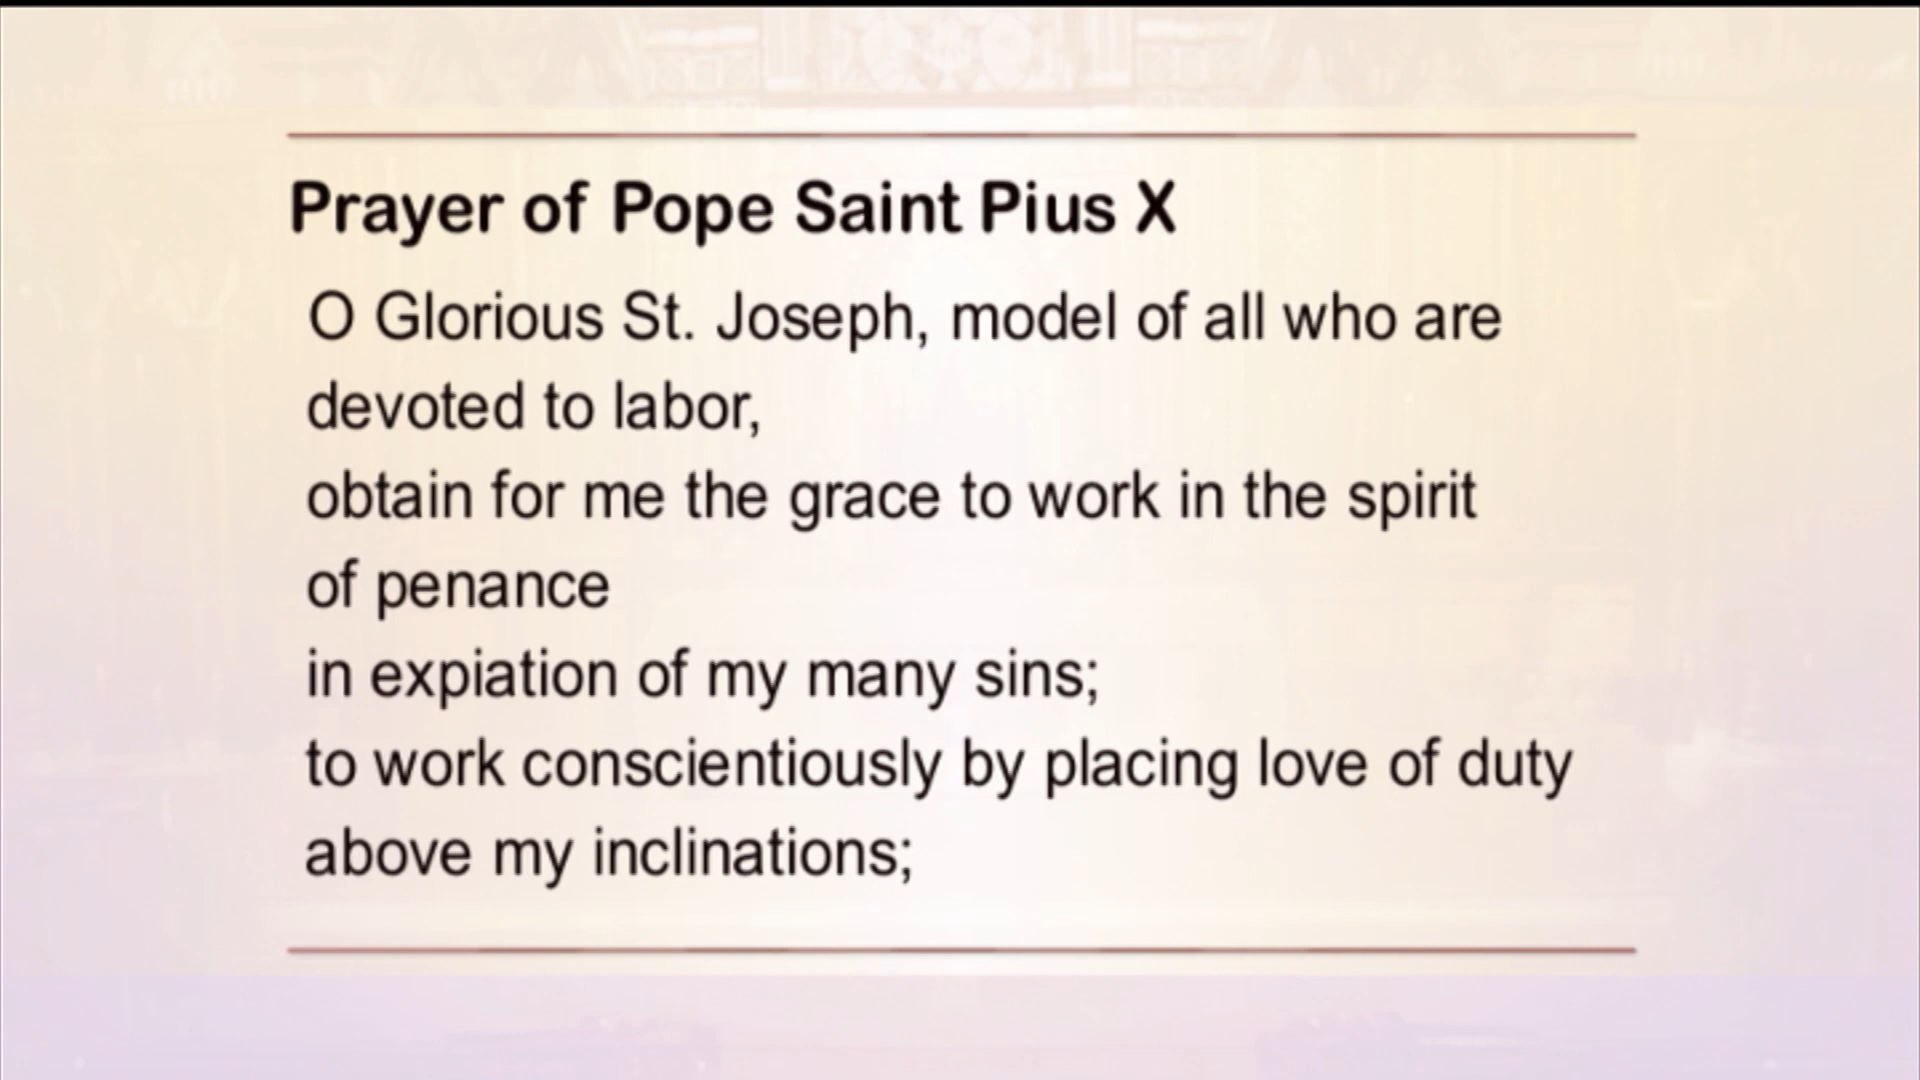 Prayer of Pope Saint Pius X
O Glorious St. Joseph, model of all who are
devoted to labor,
obtain for me the grace to work in the spirit
of penance
in expiation of my many sins;
to work conscientiously by placing love of duty
above my inclinations;